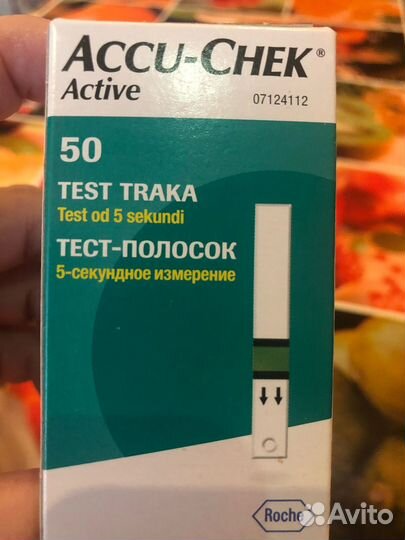 ACCU-CHEK®
Active
07124112
50
TEST TRAKA
Test od 5 sekundi
ТЕСТ-ПОЛОСОК
5-секундное измерение
Roche
Avito